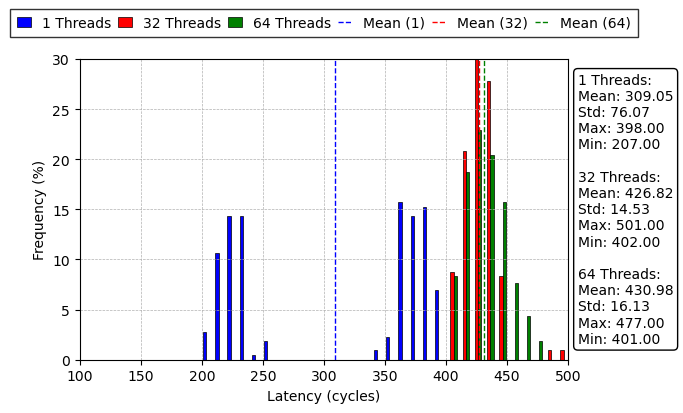 1 Threads 32 Threads 64 Threads Mean (1) Mean (32) Mean (64)
30
25
20
15
10
5
0
Frequency (%)
100 150 200 250 300 350 400 450 500
Latency (cycles)
1 Threads:
Mean: 309.05
Std: 76.07
Max: 398.00
Min: 207.00
32 Threads:
Mean: 426.82
Std: 14.53
Max: 501.00
Min: 402.00
64 Threads:
Mean: 430.98
Std: 16.13
Max: 477.00
Min: 401.00